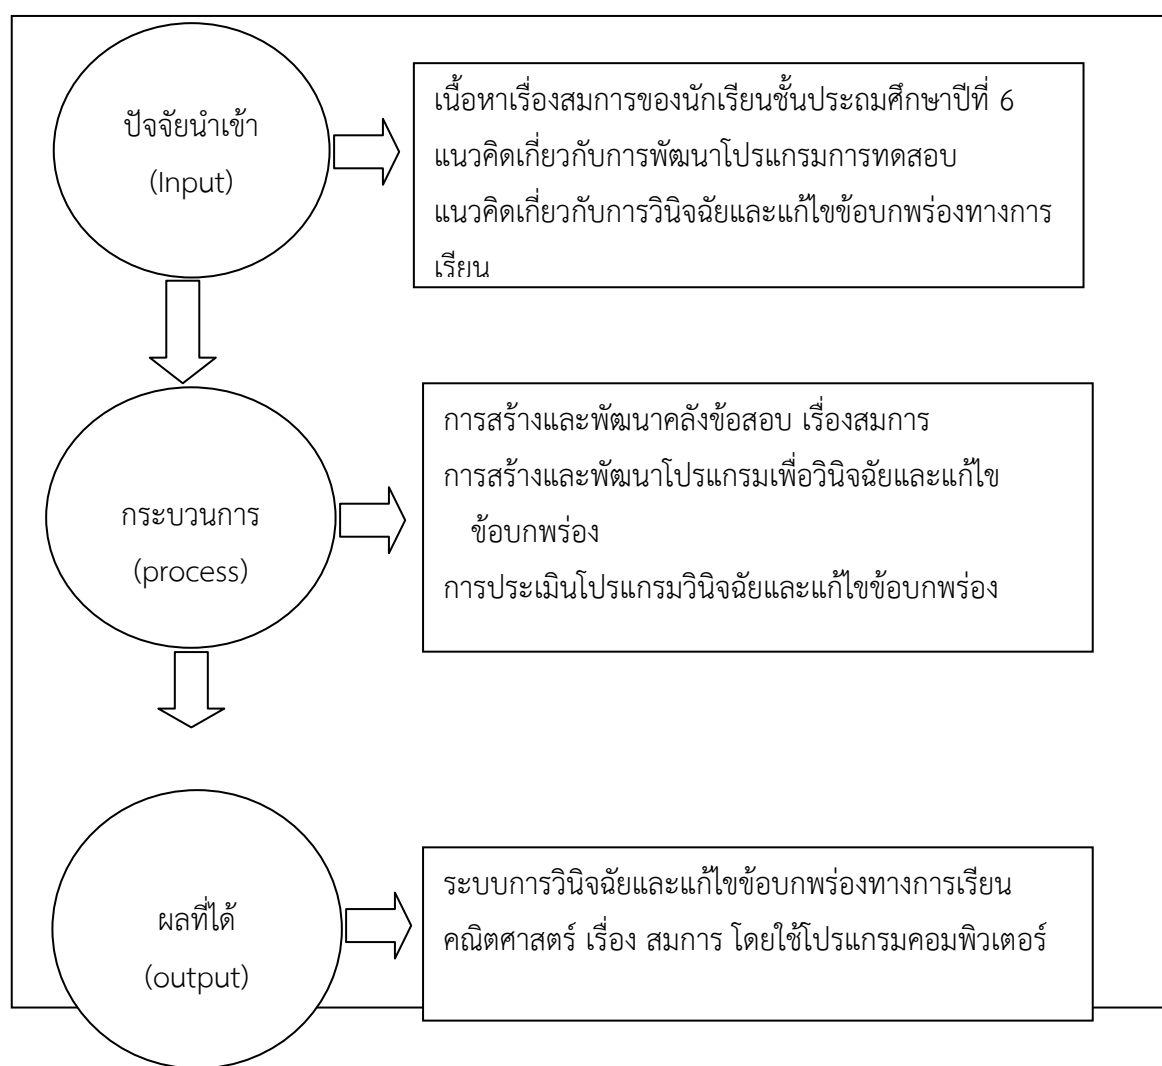 ปัจจัยนำเข้า
(Input)
เนื้อหาเรื่องสมการของนักเรียนชั้นประถมศึกษาปีที่ 6
แนวคิดเกี่ยวกับการพัฒนาโปรแกรมการทดสอบ
แนวคิดเกี่ยวกับการวินิจฉัยและแก้ไขข้อบกพร่องทางการ
เรียน
กระบวนการ
(process)
การสร้างและพัฒนาคลังข้อสอบ เรื่องสมการ
การสร้างและพัฒนาโปรแกรมเพื่อวินิจฉัยและแก้ไข
ข้อบกพร่อง
การประเมินโปรแกรมวินิจฉัยและแก้ไขข้อบกพร่อง
ผลที่ได้
(output)
ระบบการวินิจฉัยและแก้ไขข้อบกพร่องทางการเรียน
คณิตศาสตร์ เรื่อง สมการ โดยใช้โปรแกรมคอมพิวเตอร์